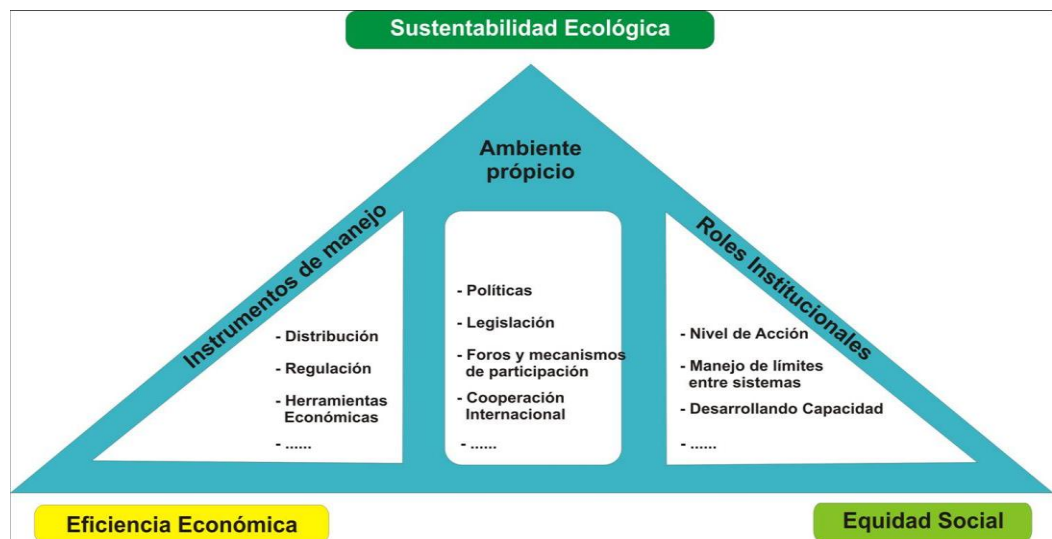 Sustentabilidad Ecológica
Ambiente
própicio
Instrumentos de manejo
- Distribución
- Regulación
- Herramientas
Económicas
- ......
- Políticas
- Legislación
- Foros y mecanismos
de participación
- Cooperación
Internacional
- ......
Roles Institucionales
- Nivel de Acción
- Manejo de límites
entre sistemas
- Desarrollando Capacidad
- ......
Eficiencia Económica
Equidad Social